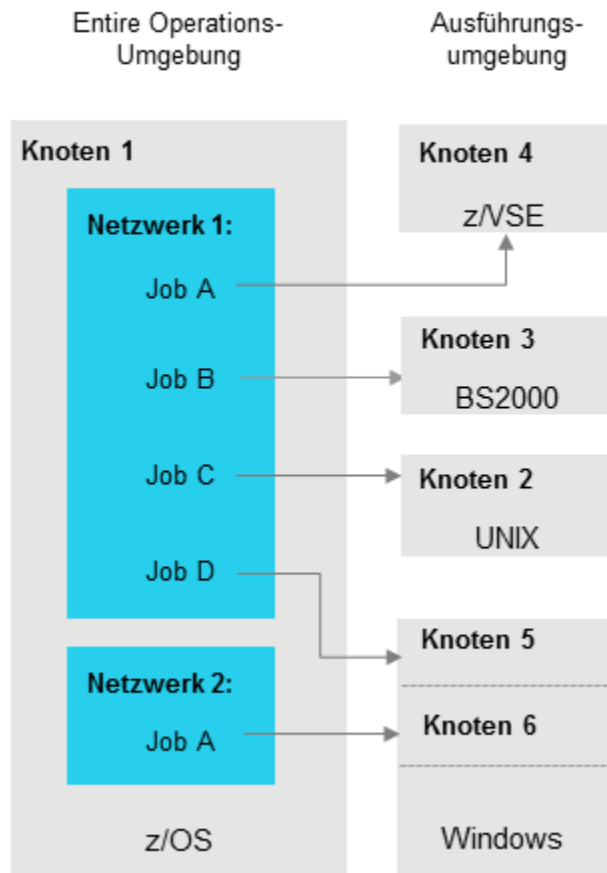 Entire Operations-
Umgebung
Ausführungs-
umgebung
Knoten 1
Netzwerk 1:
Job A
Job B
Job C
Job D
Netzwerk 2:
Job A
z/OS
Knoten 4
z/VSE
Knoten 3
BS2000
Knoten 2
UNIX
Knoten 5
Knoten 6
Windows